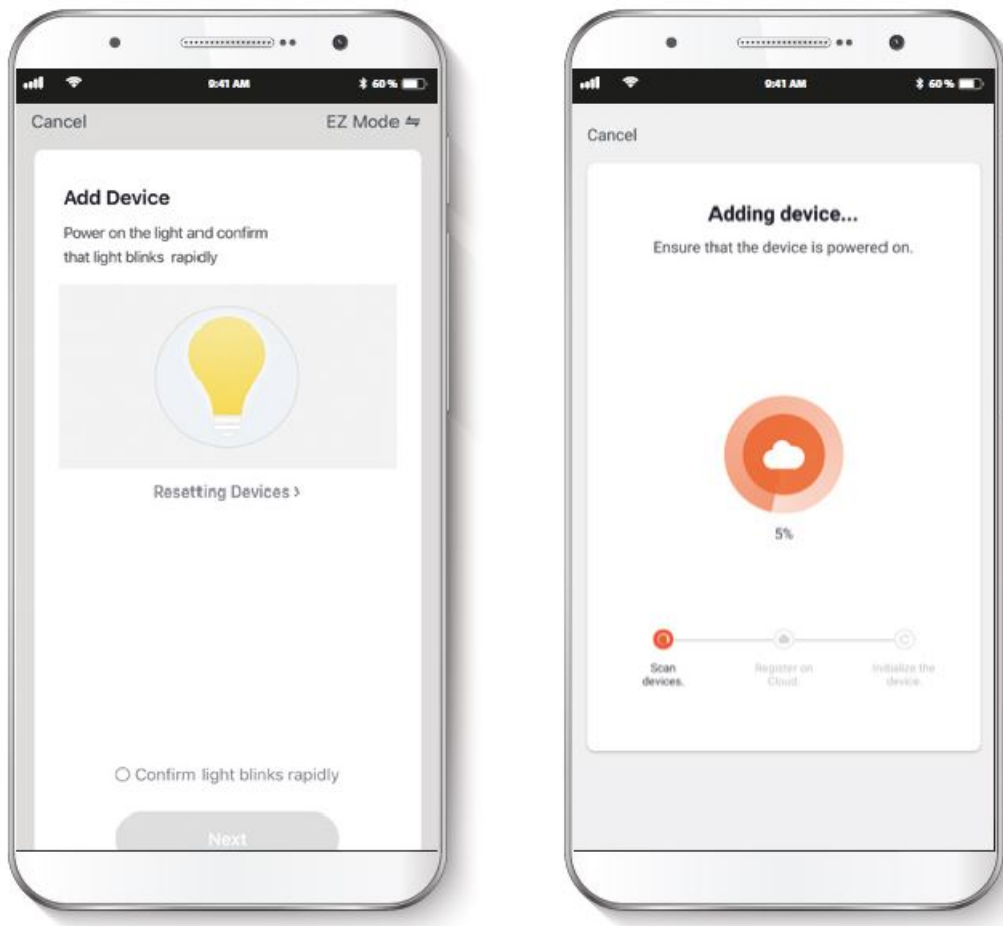 9:41 AM
60 %
Cancel
EZ Mode
Add Device
Power on the light and confirm
that light blinks rapidly
Resetting Devices >
Confirm light blinks rapidly
Next
9:41 AM
60 %
Cancel
Adding device...
Ensure that the device is powered on.
5%
Scan
devices.
Register on
Cloud.
Initialize the
device.